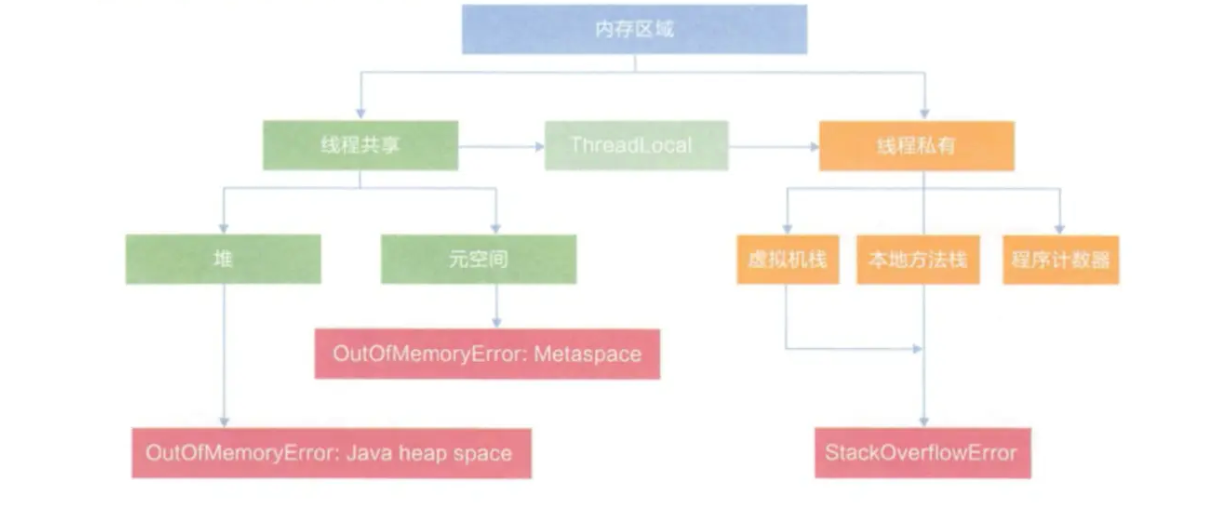 内存区域
线程共享
ThreadLocal
线程私有
堆
元空间
虚拟机栈
本地方法栈
程序计数器
OutOfMemoryError: Metaspace
OutOfMemoryError: Java heap space
StackOverflowError